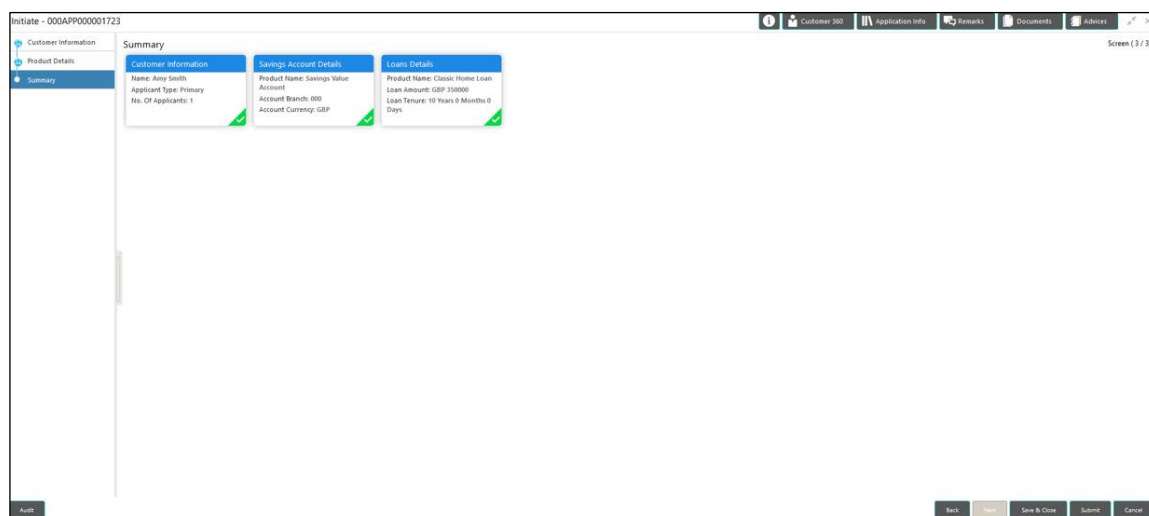 Initiate - 000APP000001723
Customer 360
Application Info
Remarks
Documents
Advices
Customer Information
Product Details
Summary
Summary
Screen ( 3 / 3
Customer Information
Name: Amy Smith
Applicant Type: Primary
No. Of Applicants: 1
Savings Account Details
Product Name: Savings Value
Account
Account Branch: 000
Account Currency: GBP
Loans Details
Product Name: Classic Home Loan
Loan Amount: GBP 350000
Loan Tenure: 10 Years 0 Months 0
Days
Audit
Back
Next
Save & Close
Submit
Cancel